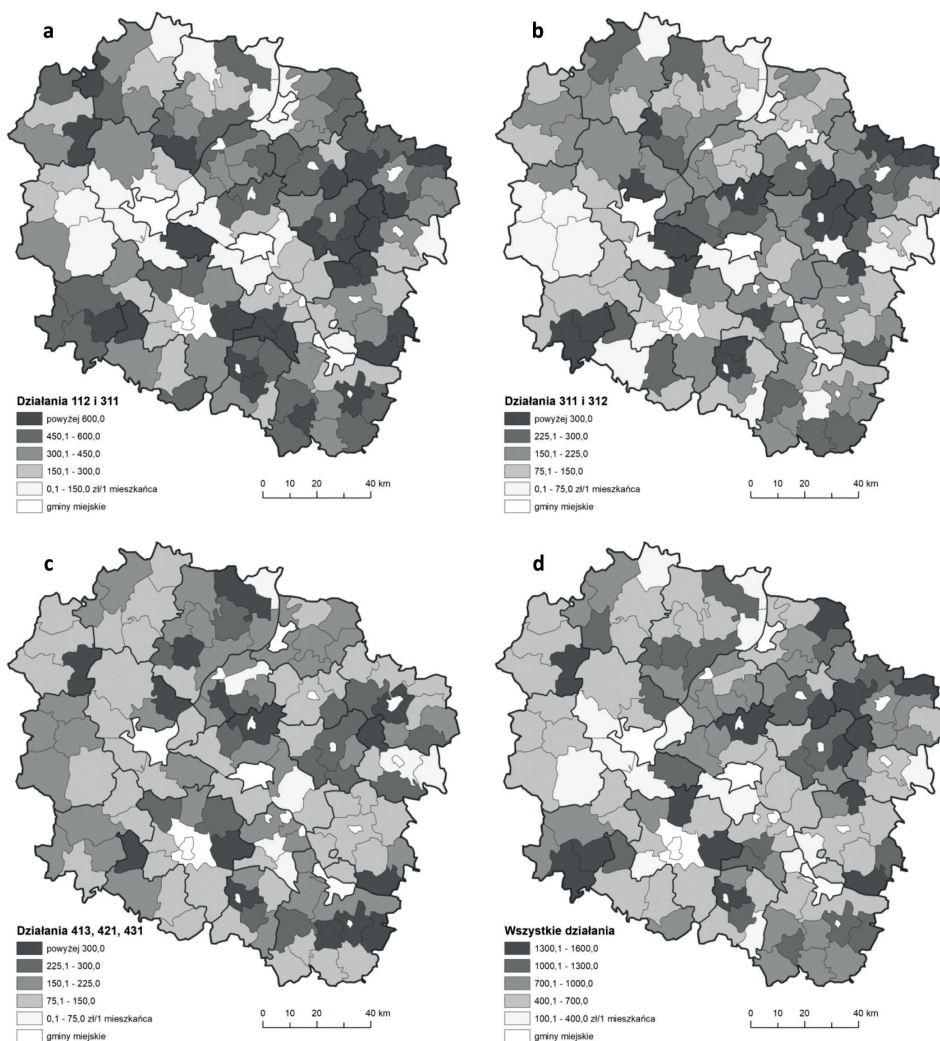 a
Działania 112 i 311
powyżej 600,0
450,1 - 600,0
300,1 - 450,0
150,1 - 300,0
0,1 - 150,0 zł/1 mieszkańca
gminy miejskie
0 10 20 40 km
b
Działania 311 i 312
powyżej 300,0
225,1 - 300,0
150,1 - 225,0
75,1 - 150,0
0,1 - 75,0 zł/1 mieszkańca
gminy miejskie
0 10 20 40 km
c
Działania 413, 421, 431
powyżej 300,0
225,1 - 300,0
150,1 - 225,0
75,1 - 150,0
0,1 - 75,0 zł/1 mieszkańca
gminy miejskie
0 10 20 40 km
d
Wszystkie działania
1300,1 - 1600,0
1000,1 - 1300,0
700,1 - 1000,0
400,1 - 700,0
100,1 - 400,0 zł/1 mieszkańca
gminy miejskie
0 10 20 40 km